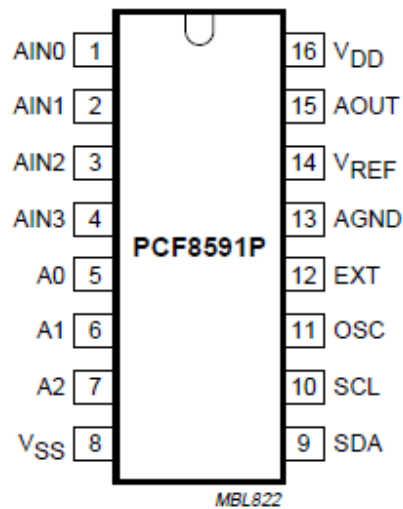 AIN0 1 16 VDD
AIN1 2 15 AOUT
AIN2 3 14 VREF
AIN3 4 13 AGND
PCF8591P
A0 5 12 EXT
A1 6 11 OSC
A2 7 10 SCL
VSS 8 9 SDA
MBL822